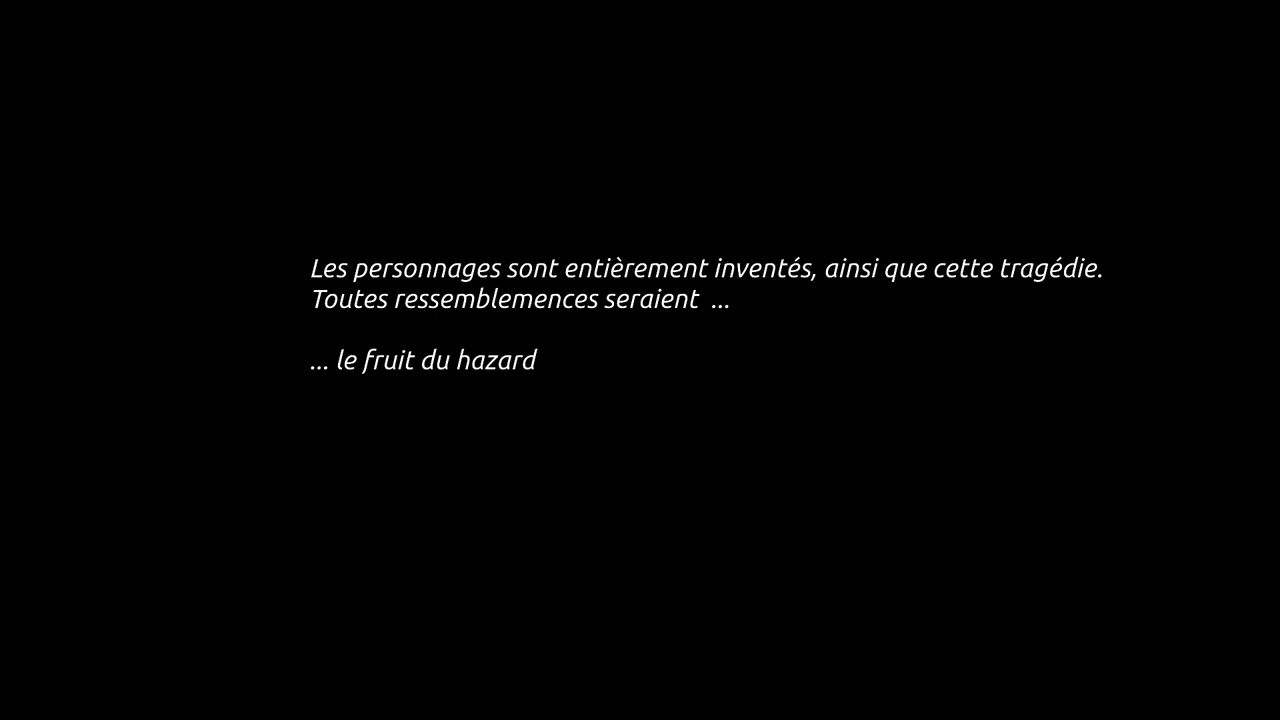 Les personnages sont entièrement inventés, ainsi que cette tragédie.
Toutes ressemblemences seraient  ...
... le fruit du hazard